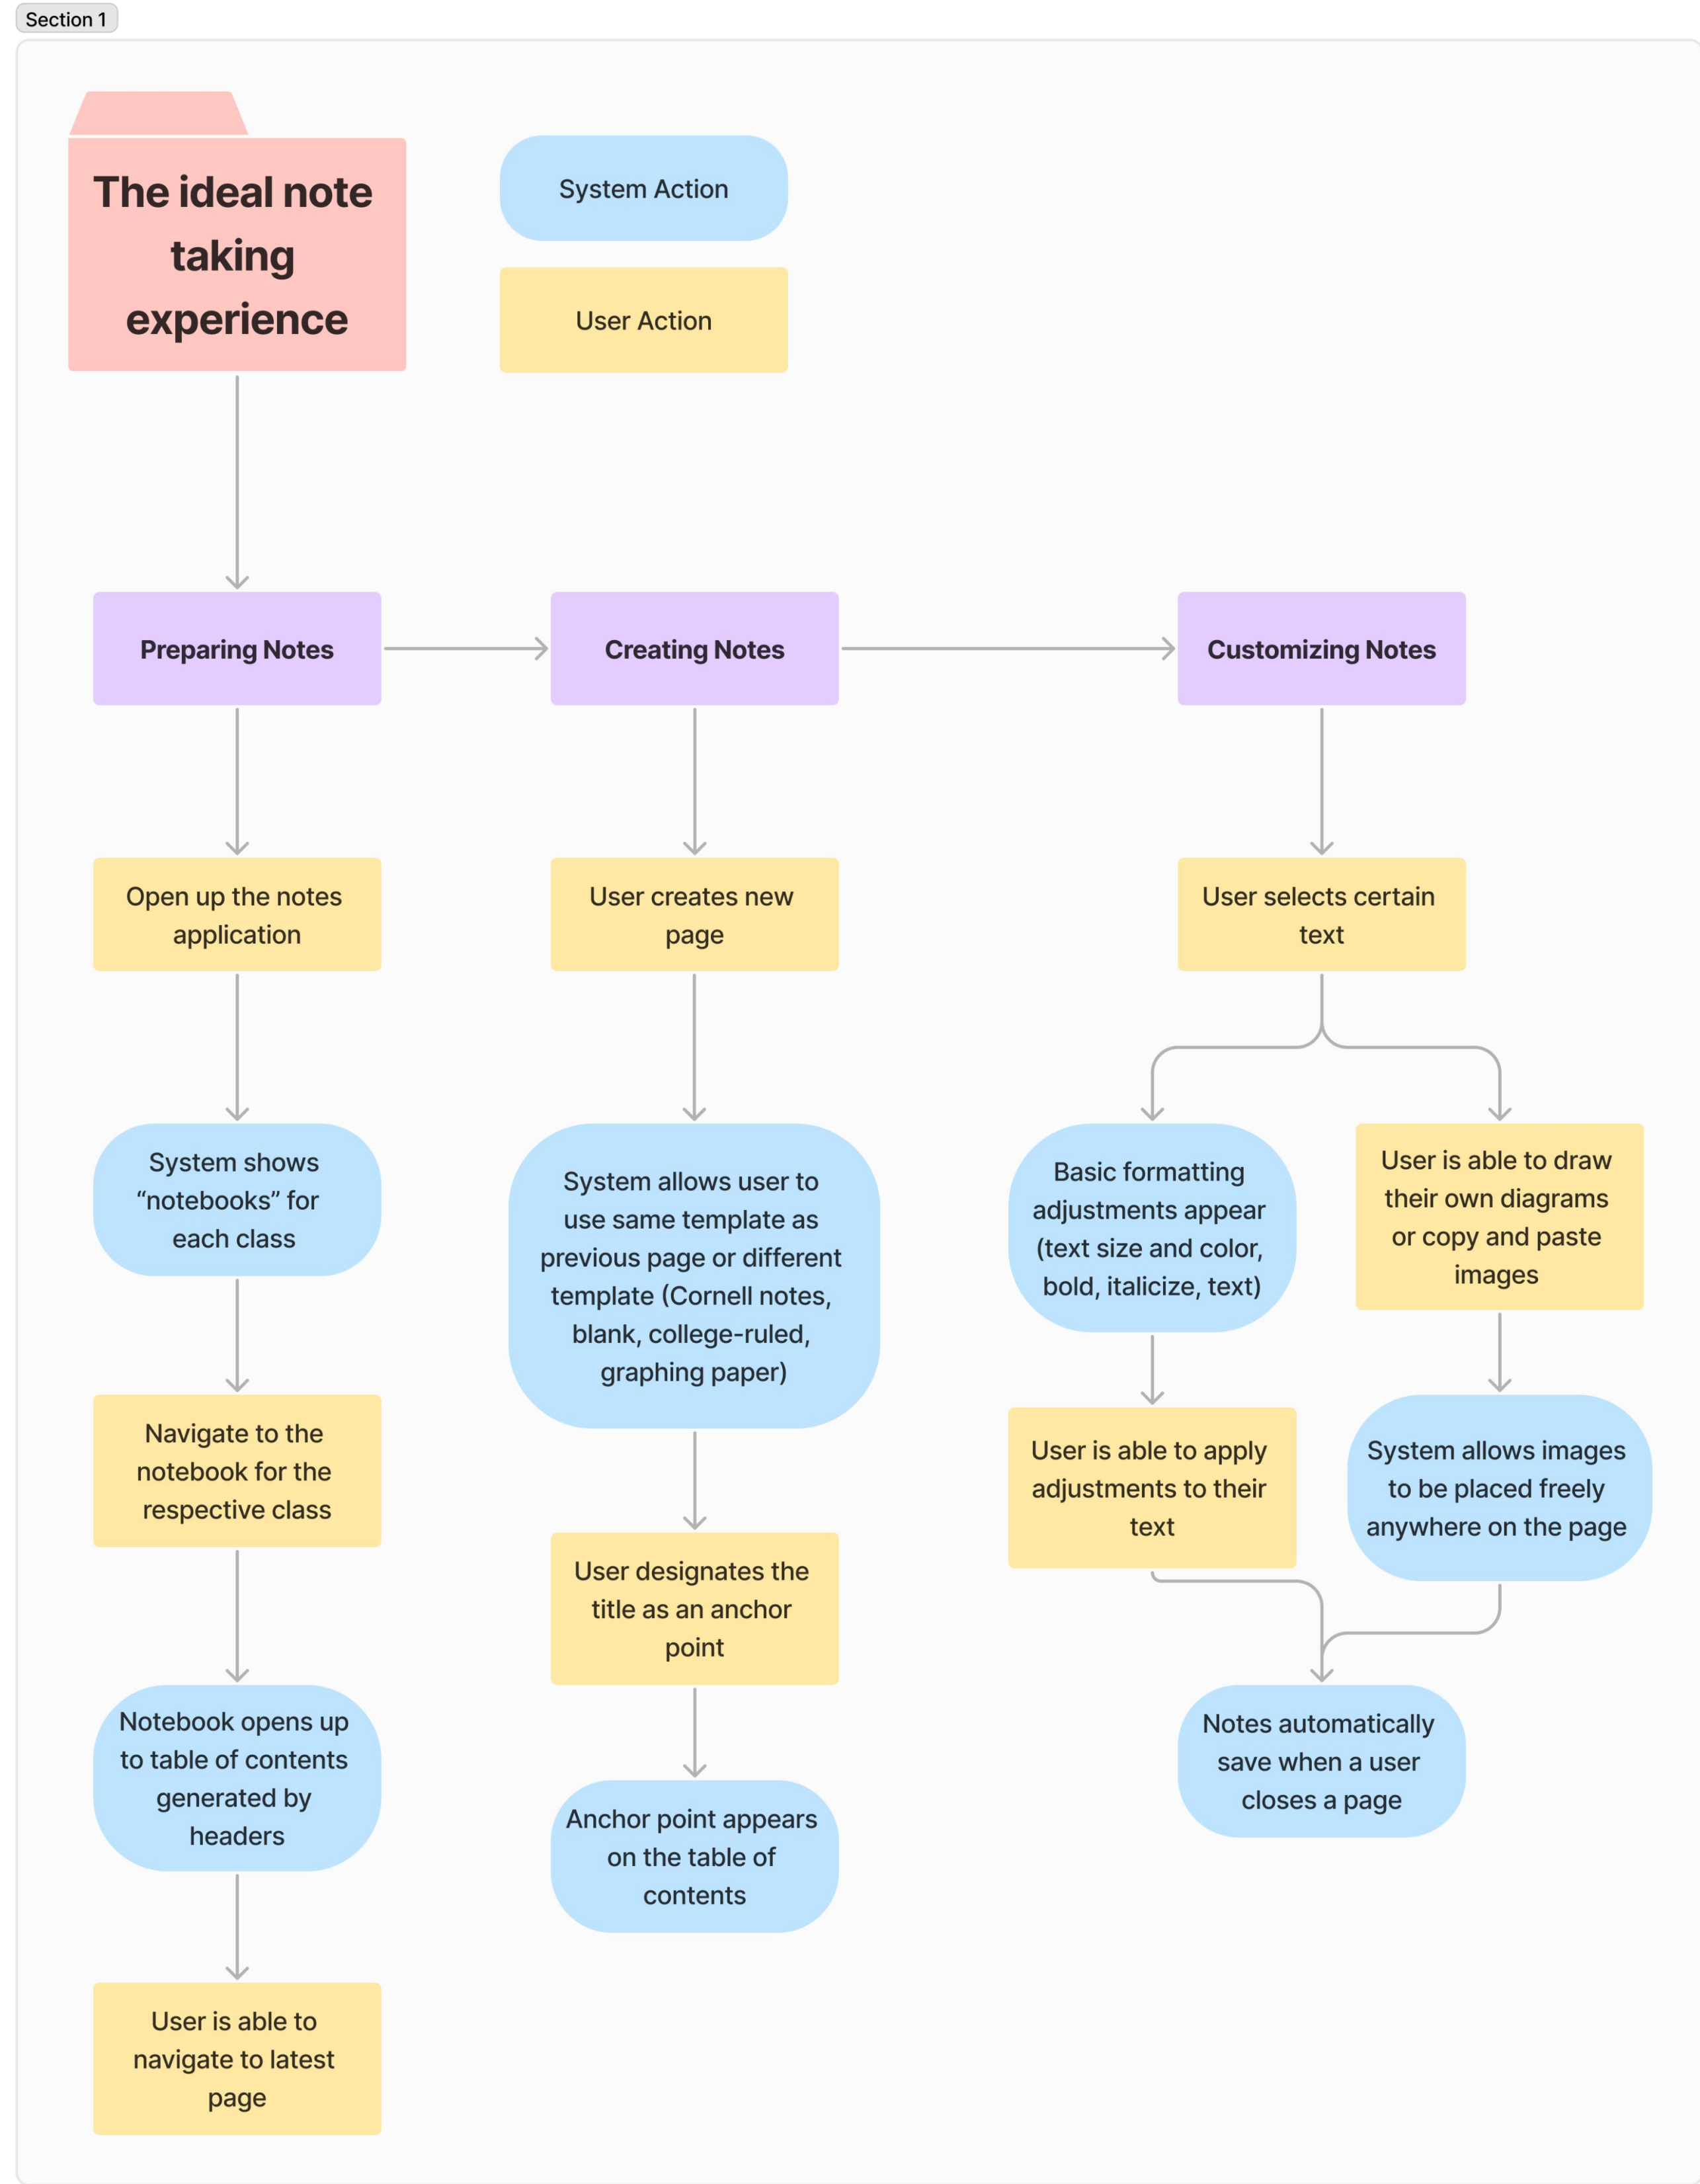 Section 1
The ideal note
taking
experience
System Action
User Action
Preparing Notes
Creating Notes
Customizing Notes
Open up the notes
application
System shows
“notebooks” for
each class
Navigate to the
notebook for the
respective class
Notebook opens up
to table of contents
generated by
headers
User is able to
navigate to latest
page
User creates new
page
System allows user to
use same template as
previous page or different
template (Cornell notes,
blank, college-ruled,
graphing paper)
User designates the
title as an anchor
point
Anchor point appears
on the table of
contents
User selects certain
text
Basic formatting
adjustments appear
(text size and color,
bold, italicize, text)
User is able to apply
adjustments to their
text
User is able to draw
their own diagrams
or copy and paste
images
System allows images
to be placed freely
anywhere on the page
Notes automatically
save when a user
closes a page